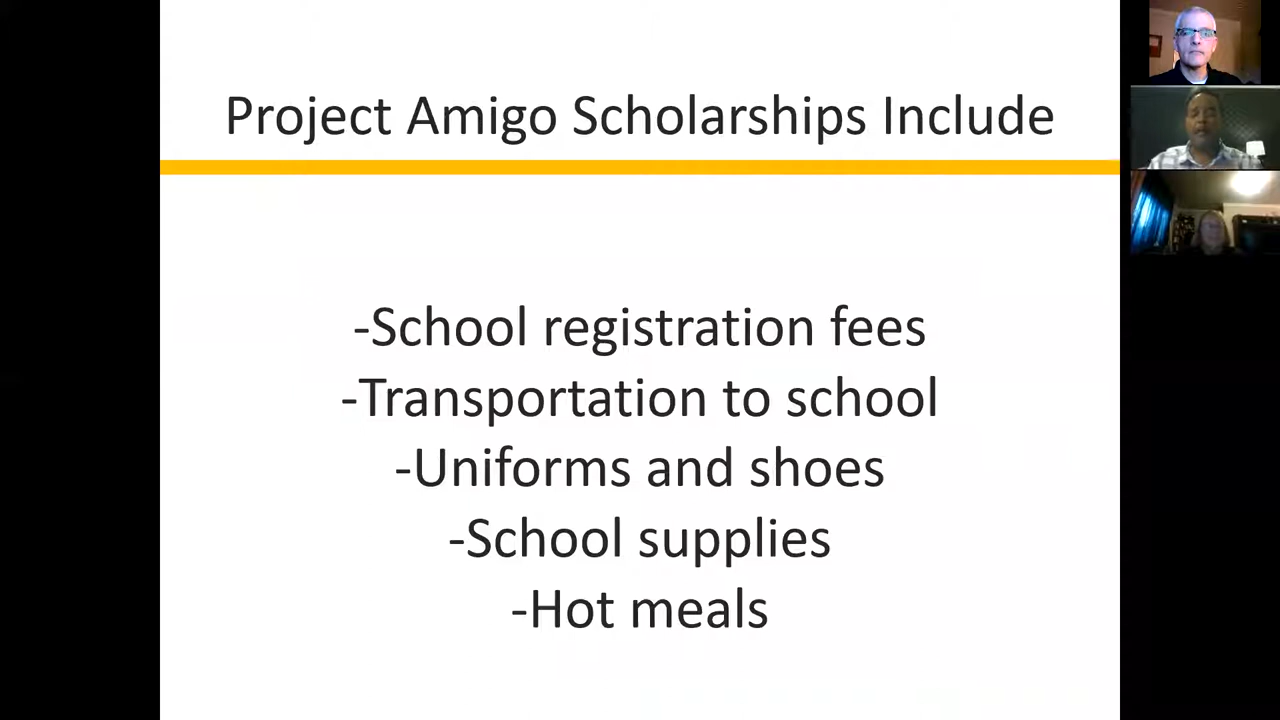 Project Amigo Scholarships Include
-School registration fees
-Transportation to school
-Uniforms and shoes
-School supplies
-Hot meals